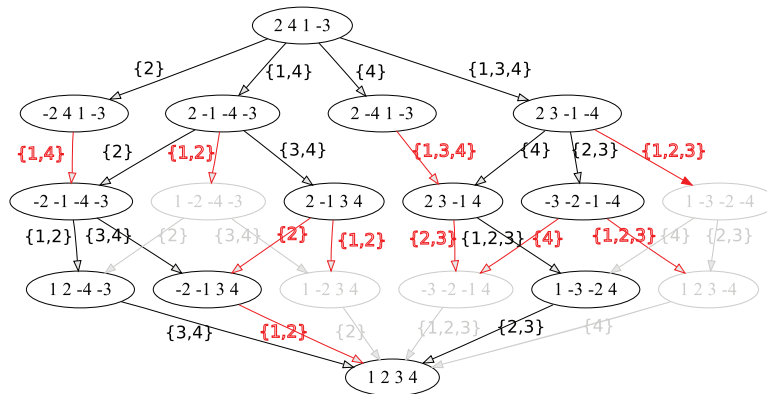 2 4 1 -3
{2}
{1,4}
{4}
{1,3,4}
-2 4 1 -3
2 -1 -4 -3
2 -4 1 -3
2 3 -1 -4
{1,4}
{2}
{1,2}
{3,4}
{1,3,4}
{4}
{2,3}
{1,2,3}
-2 -1 -4 -3
1 -2 -4 -3
2 -1 3 4
2 3 -1 4
-3 -2 -1 -4
1 -3 -2 -4
{1,2}
{3,4}
{2}
{3,4}
{2}
{1,2}
{2,3}
{1,2,3}
{4}
{1,2,3}
{4}
{2,3}
1 2 -4 -3
-2 -1 3 4
1 -2 3 4
-3 -2 -1 4
1 -3 -2 4
1 2 3 -4
{3,4}
{1,2}
{2}
{1,2,3}
{2,3}
{4}
1 2 3 4